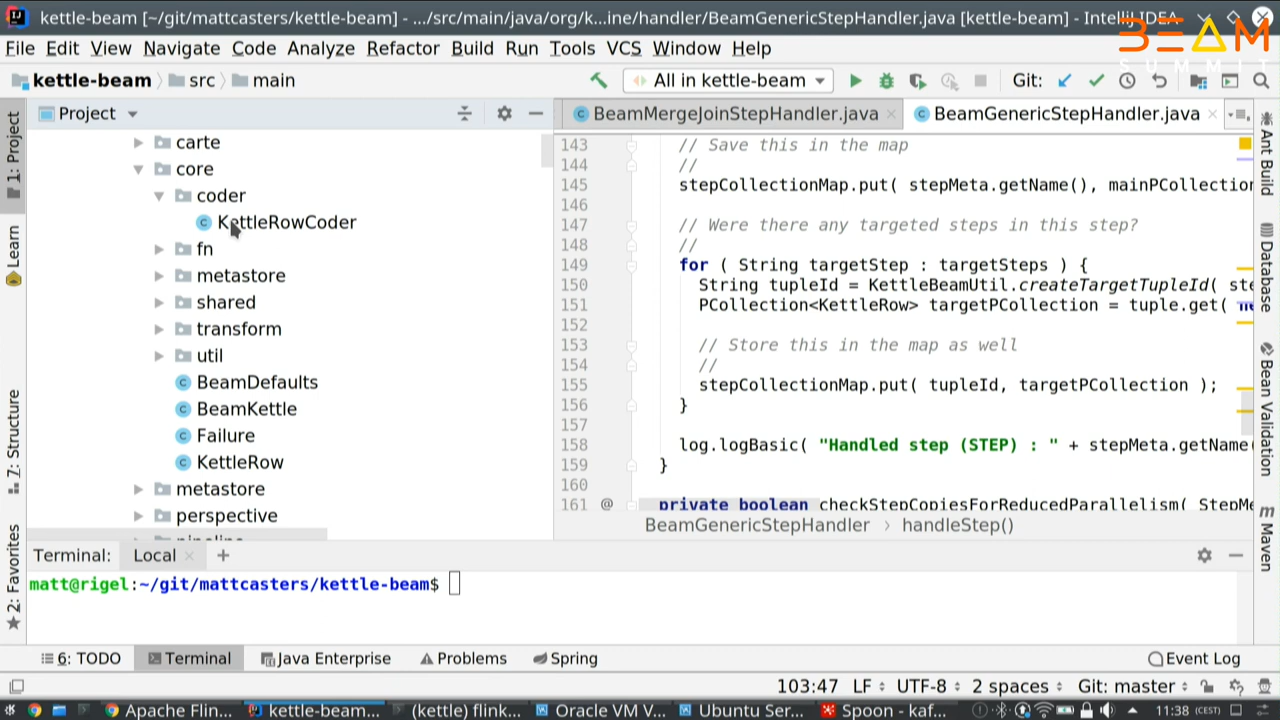 kettle-beam [~/git/mattcasters/kettle-beam] - .../src/main/java/org/k...ine/handler/BeamGenericStepHandler.java [kettle-beam] - IntelliJ IDEA
BEAM
SUMMIT
File Edit View Navigate Code Analyze Refactor Build Run Tools VCS Window Help
kettle-beam src main All in kettle-beam Git:
Project BeamMergeJoinStepHandler.java BeamGenericStepHandler.java
1: Project
Learn
7: Structure
2: Favorites
carte
core
coder
KettleRowCoder
fn
metastore
shared
transform
util
BeamDefaults
BeamKettle
Failure
KettleRow
metastore
perspective
143 // Save this in the map
144 //
145 stepCollectionMap.put( stepMeta.getName(), mainPCollection
146
147 // Were there any targeted steps in this step?
148 //
149 for ( String targetStep : targetSteps ) {
150 String tupleId = KettleBeamUtil.createTargetTupleId( ste
151 PCollection<KettleRow> targetPCollection = tuple.get( ne
152
153 // Store this in the map as well
154 //
155 stepCollectionMap.put( tupleId, targetPCollection );
156 }
157
158 log.logBasic( "Handled step (STEP) : " + stepMeta.getName(
159 }
160
161 @ private boolean checkStepCopiesForReducedParallelism( StepMe
BeamGenericStepHandler › handleStep()
Ant Build
Database
Bean Validation
Maven
Terminal: Local × +
matt@rigel:~/git/mattcasters/kettle-beam$
6: TODO Terminal Java Enterprise Problems Spring Event Log
103:47 LF UTF-8 2 spaces Git: master
Apache Flin... kettle-beam... (kettle) flink... Oracle VM V... Ubuntu Ser... Spoon - kaf... 11:38 (CEST)